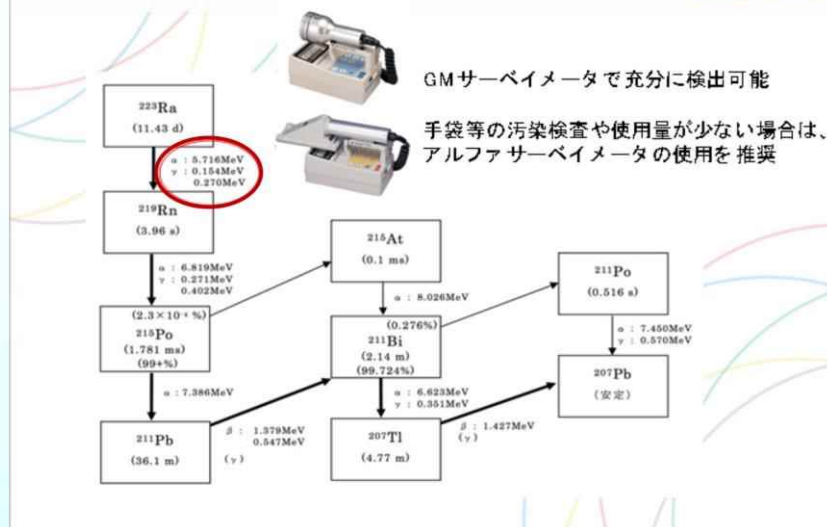 GMサーベイメータで充分に検出可能
手袋等の汚染検査や使用量が少ない場合は、
アルファサーベイメータの使用を推奨
²²³Ra
(11.43 d)
α : 5.716MeV
γ : 0.154MeV
0.270MeV
²¹⁹Rn
(3.96 s)
α : 6.819MeV
γ : 0.271MeV
0.402MeV
(2.3×10⁻⁴ %)
²¹⁵Po
(1.781 ms)
(99+%)
α : 7.386MeV
²¹¹Pb
(36.1 m)
β : 1.379MeV
0.547MeV
(γ)
²¹⁵At
(0.1 ms)
α : 8.026MeV
(0.276%)
²¹¹Bi
(2.14 m)
(99.724%)
α : 6.623MeV
γ : 0.351MeV
²⁰⁷Tl
(4.77 m)
β : 1.427MeV
(γ)
²¹¹Po
(0.516 s)
α : 7.450MeV
γ : 0.570MeV
²⁰⁷Pb
(安定)